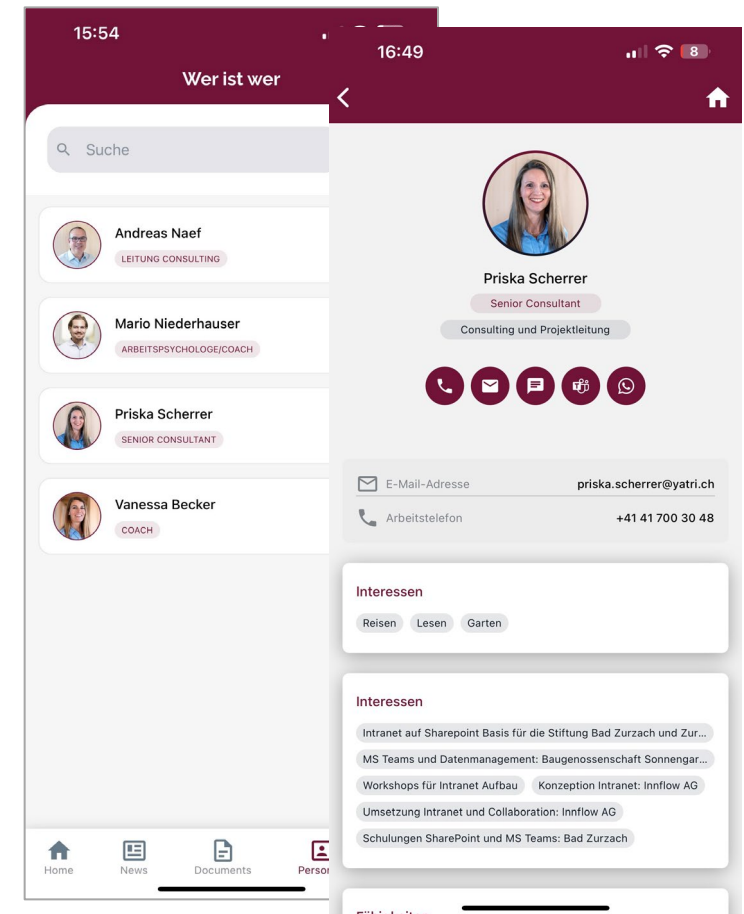 15:54
Wer ist wer
Suche
Andreas Naef
LEITUNG CONSULTING
Mario Niederhauser
ARBEITSPSYCHOLOGE/COACH
Priska Scherrer
SENIOR CONSULTANT
Vanessa Becker
COACH
Home
News
Documents
Person
16:49
8
Priska Scherrer
Senior Consultant
Consulting und Projektleitung
E-Mail-Adresse
priska.scherrer@yatri.ch
Arbeitstelefon
+41 41 700 30 48
Interessen
Reisen Lesen Garten
Interessen
Intranet auf Sharepoint Basis für die Stiftung Bad Zurzach und Zur...
MS Teams und Datenmanagement: Baugenossenschaft Sonnengar...
Workshops für Intranet Aufbau Konzeption Intranet: Innflow AG
Umsetzung Intranet und Collaboration: Innflow AG
Schulungen SharePoint und MS Teams: Bad Zurzach